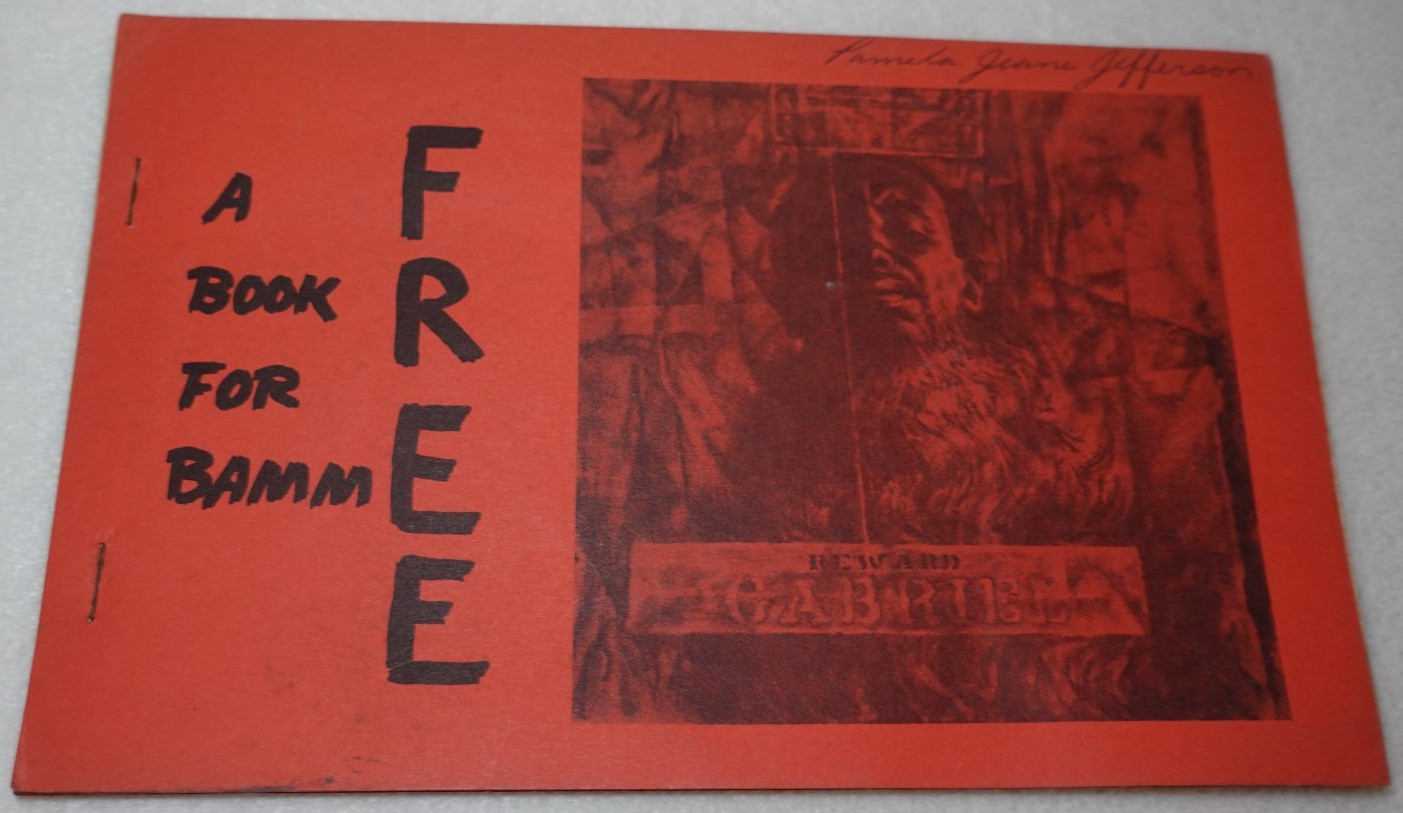 Pamela Jeane Jefferson
A
BOOK
FOR
BAMM
FREE
REWARD
GABRIEL